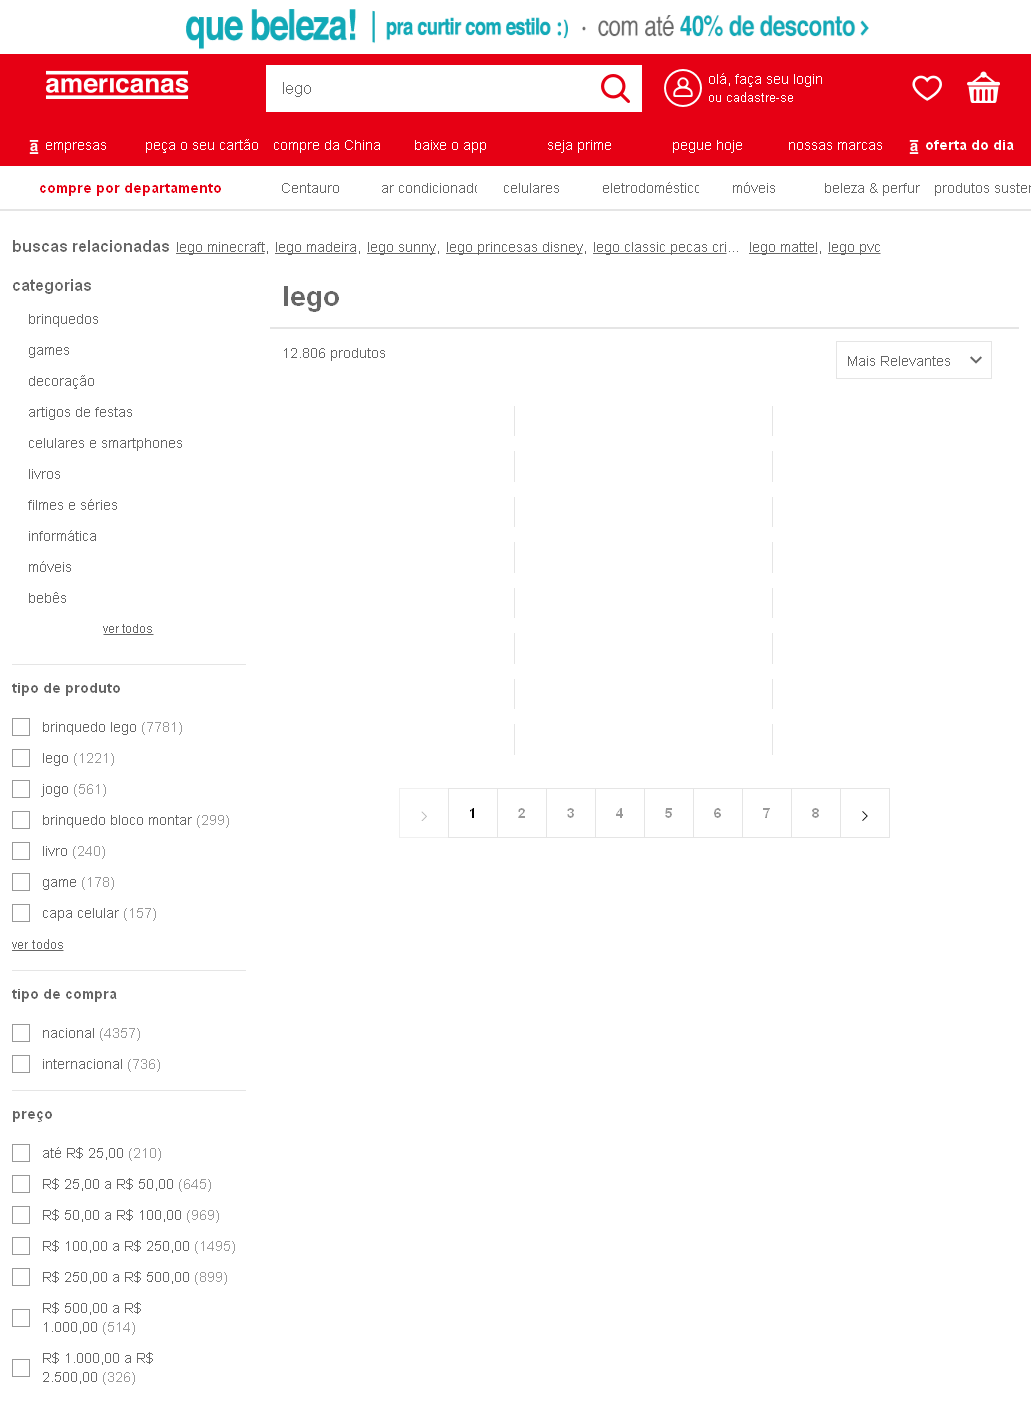 que beleza! pra curtir com estilo :) · com até 40% de desconto
americanas
lego
olá, faça seu login
ou cadastre-se
empresas peça o seu cartão compre da China baixe o app seja prime pegue hoje nossas marcas oferta do dia
compre por departamento Centauro ar condicionado celulares eletrodoméstico móveis beleza & perfur produtos suster
buscas relacionadas lego minecraft, lego madeira, lego sunny, lego princesas disney, lego classic pecas cri... lego mattel, lego pvc
categorias
brinquedos
games
decoração
artigos de festas
celulares e smartphones
livros
filmes e séries
informática
móveis
bebês
ver todos
tipo de produto
brinquedo lego (7781)
lego (1221)
jogo (561)
brinquedo bloco montar (299)
livro (240)
game (178)
capa celular (157)
ver todos
tipo de compra
nacional (4357)
internacional (736)
preço
até R$ 25,00 (210)
R$ 25,00 a R$ 50,00 (645)
R$ 50,00 a R$ 100,00 (969)
R$ 100,00 a R$ 250,00 (1495)
R$ 250,00 a R$ 500,00 (899)
R$ 500,00 a R$
1.000,00 (514)
R$ 1.000,00 a R$
2.500,00 (326)
lego
12.806 produtos
Mais Relevantes
1 2 3 4 5 6 7 8